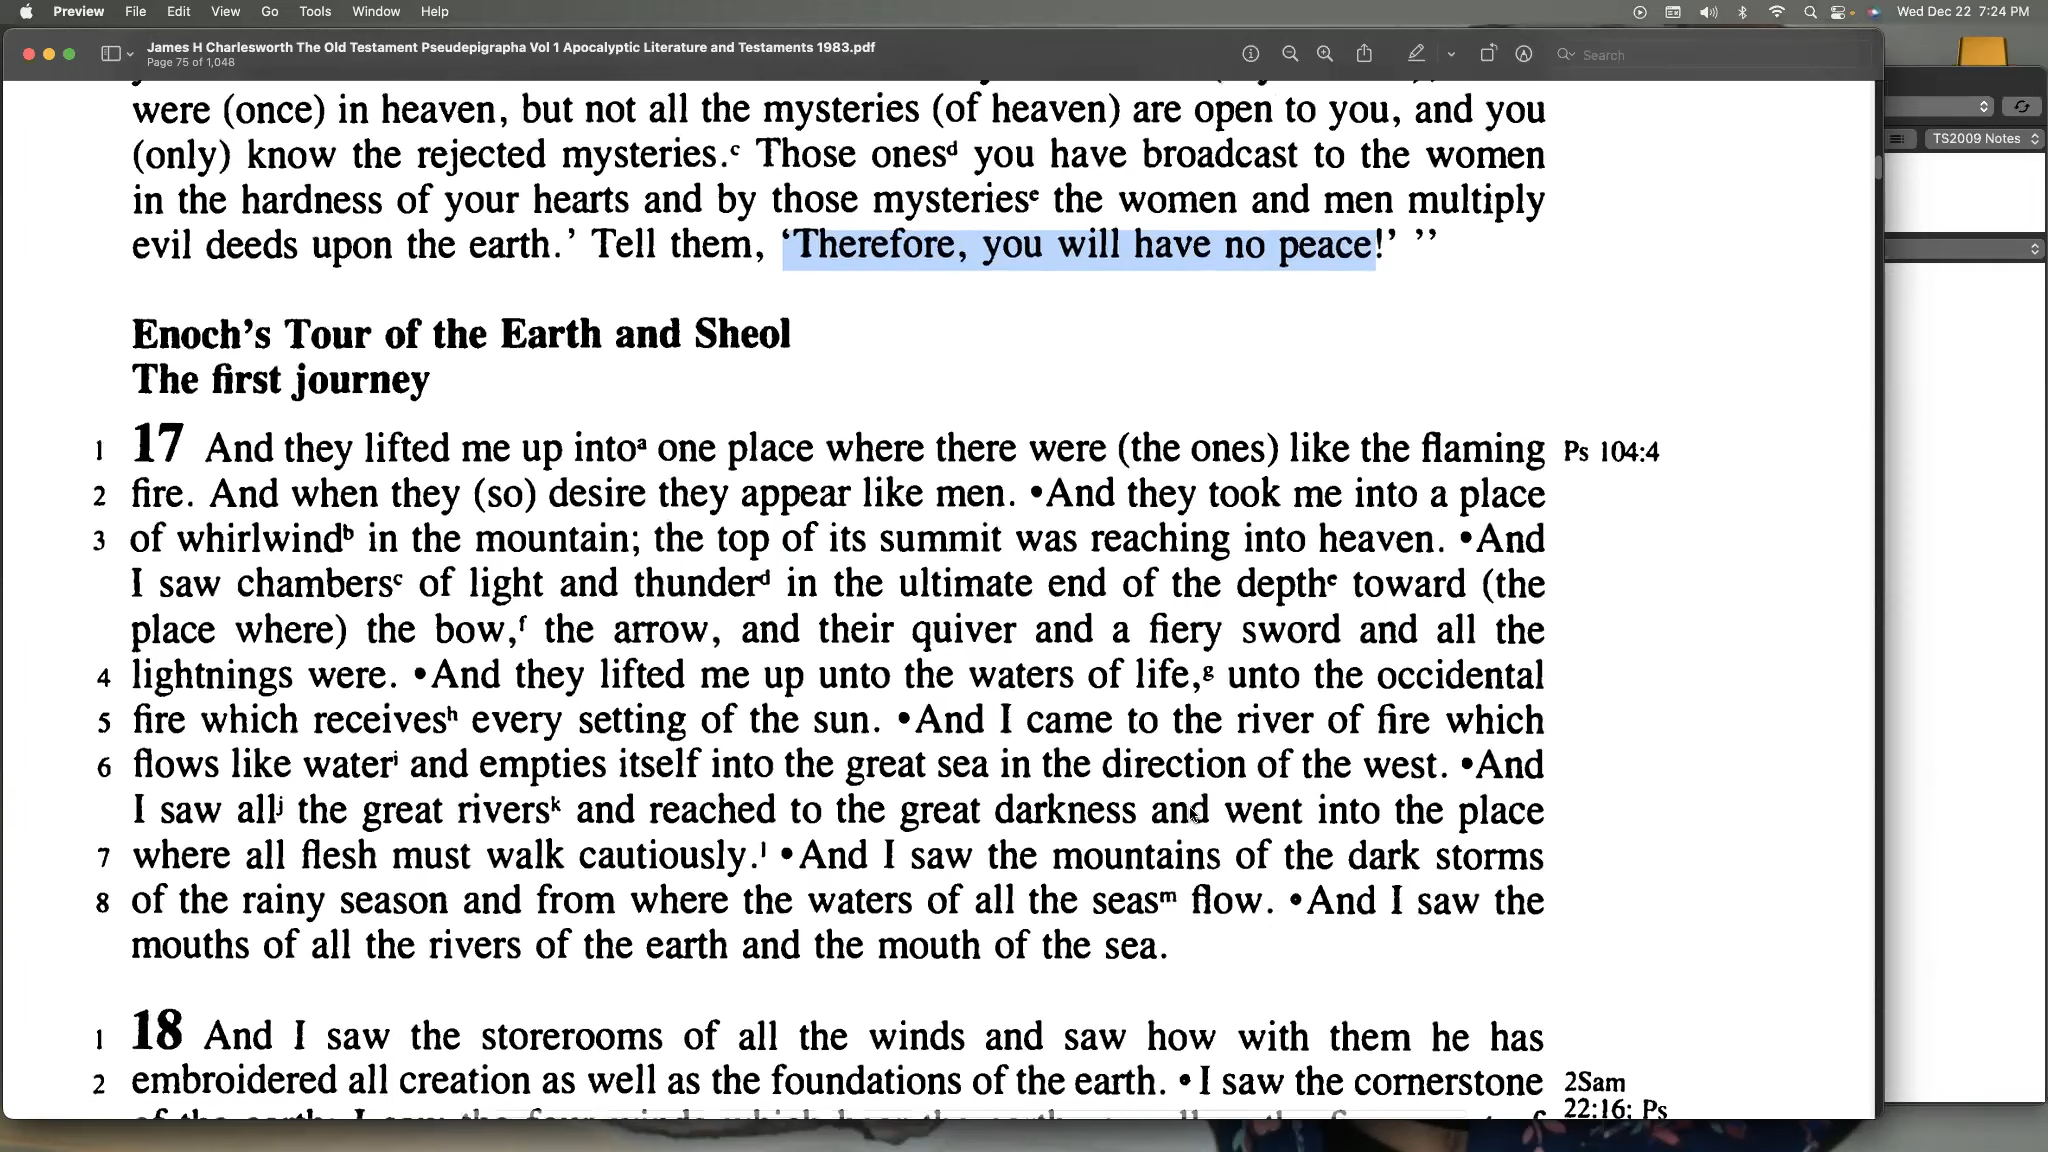 Preview File Edit View Go Tools Window Help
Wed Dec 22 7:24 PM
James H Charlesworth The Old Testament Pseudepigrapha Vol 1 Apocalyptic Literature and Testaments 1983.pdf
Page 75 of 1,048
Search
TS2009 Notes
were (once) in heaven, but not all the mysteries (of heaven) are open to you, and you
(only) know the rejected mysteries.ᶜ Those onesᵈ you have broadcast to the women
in the hardness of your hearts and by those mysteriesᵉ the women and men multiply
evil deeds upon the earth.’ Tell them, ‘Therefore, you will have no peace!’ ’’
Enoch’s Tour of the Earth and Sheol
The first journey
1 17 And they lifted me up intoᵃ one place where there were (the ones) like the flaming Ps 104:4
2 fire. And when they (so) desire they appear like men. •And they took me into a place
3 of whirlwindᵇ in the mountain; the top of its summit was reaching into heaven. •And
I saw chambersᶜ of light and thunderᵈ in the ultimate end of the depthᵉ toward (the
place where) the bow,ᶠ the arrow, and their quiver and a fiery sword and all the
4 lightnings were. •And they lifted me up unto the waters of life,ᵍ unto the occidental
5 fire which receivesʰ every setting of the sun. •And I came to the river of fire which
6 flows like waterⁱ and empties itself into the great sea in the direction of the west. •And
I saw allʲ the great riversᵏ and reached to the great darkness and went into the place
7 where all flesh must walk cautiously.ˡ •And I saw the mountains of the dark storms
8 of the rainy season and from where the waters of all the seasᵐ flow. •And I saw the
mouths of all the rivers of the earth and the mouth of the sea.
1 18 And I saw the storerooms of all the winds and saw how with them he has
2 embroidered all creation as well as the foundations of the earth. •I saw the cornerstone 2Sam
22:16; Ps